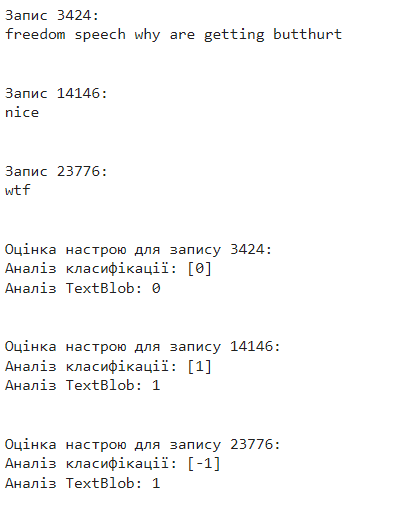 Запис 3424:
freedom speech why are getting butthurt
Запис 14146:
nice
Запис 23776:
wtf
Оцінка настрою для запису 3424:
Аналіз класифікації: [0]
Аналіз TextBlob: 0
Оцінка настрою для запису 14146:
Аналіз класифікації: [1]
Аналіз TextBlob: 1
Оцінка настрою для запису 23776:
Аналіз класифікації: [-1]
Аналіз TextBlob: 1